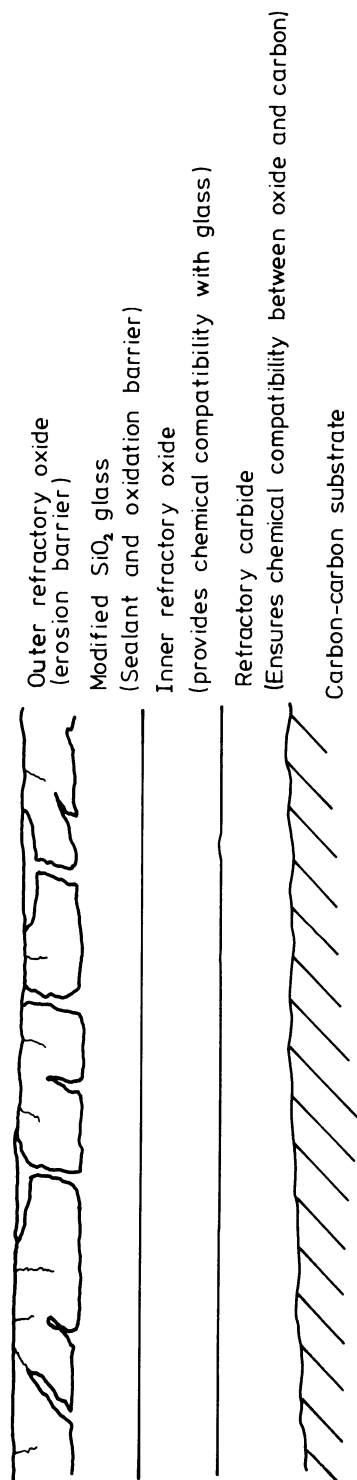 Outer refractory oxide
(erosion barrier)
Modified SiO₂ glass
(Sealant and oxidation barrier)
Inner refractory oxide
(provides chemical compatibility with glass)
Refractory carbide
(Ensures chemical compatibility between oxide and carbon)
Carbon-carbon substrate